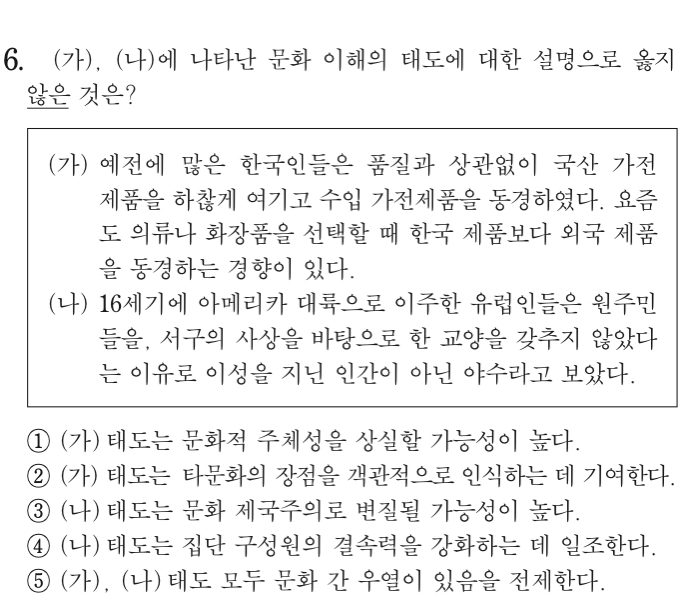 6. (가), (나)에 나타난 문화 이해의 태도에 대한 설명으로 옳지
않은 것은?
(가) 예전에 많은 한국인들은 품질과 상관없이 국산 가전
제품을 하찮게 여기고 수입 가전제품을 동경하였다. 요즘
도 의류나 화장품을 선택할 때 한국 제품보다 외국 제품
을 동경하는 경향이 있다.
(나) 16세기에 아메리카 대륙으로 이주한 유럽인들은 원주민
들을, 서구의 사상을 바탕으로 한 교양을 갖추지 않았다
는 이유로 이성을 지닌 인간이 아닌 야수라고 보았다.
① (가) 태도는 문화적 주체성을 상실할 가능성이 높다.
② (가) 태도는 타문화의 장점을 객관적으로 인식하는 데 기여한다.
③ (나) 태도는 문화 제국주의로 변질될 가능성이 높다.
④ (나) 태도는 집단 구성원의 결속력을 강화하는 데 일조한다.
⑤ (가), (나) 태도 모두 문화 간 우열이 있음을 전제한다.